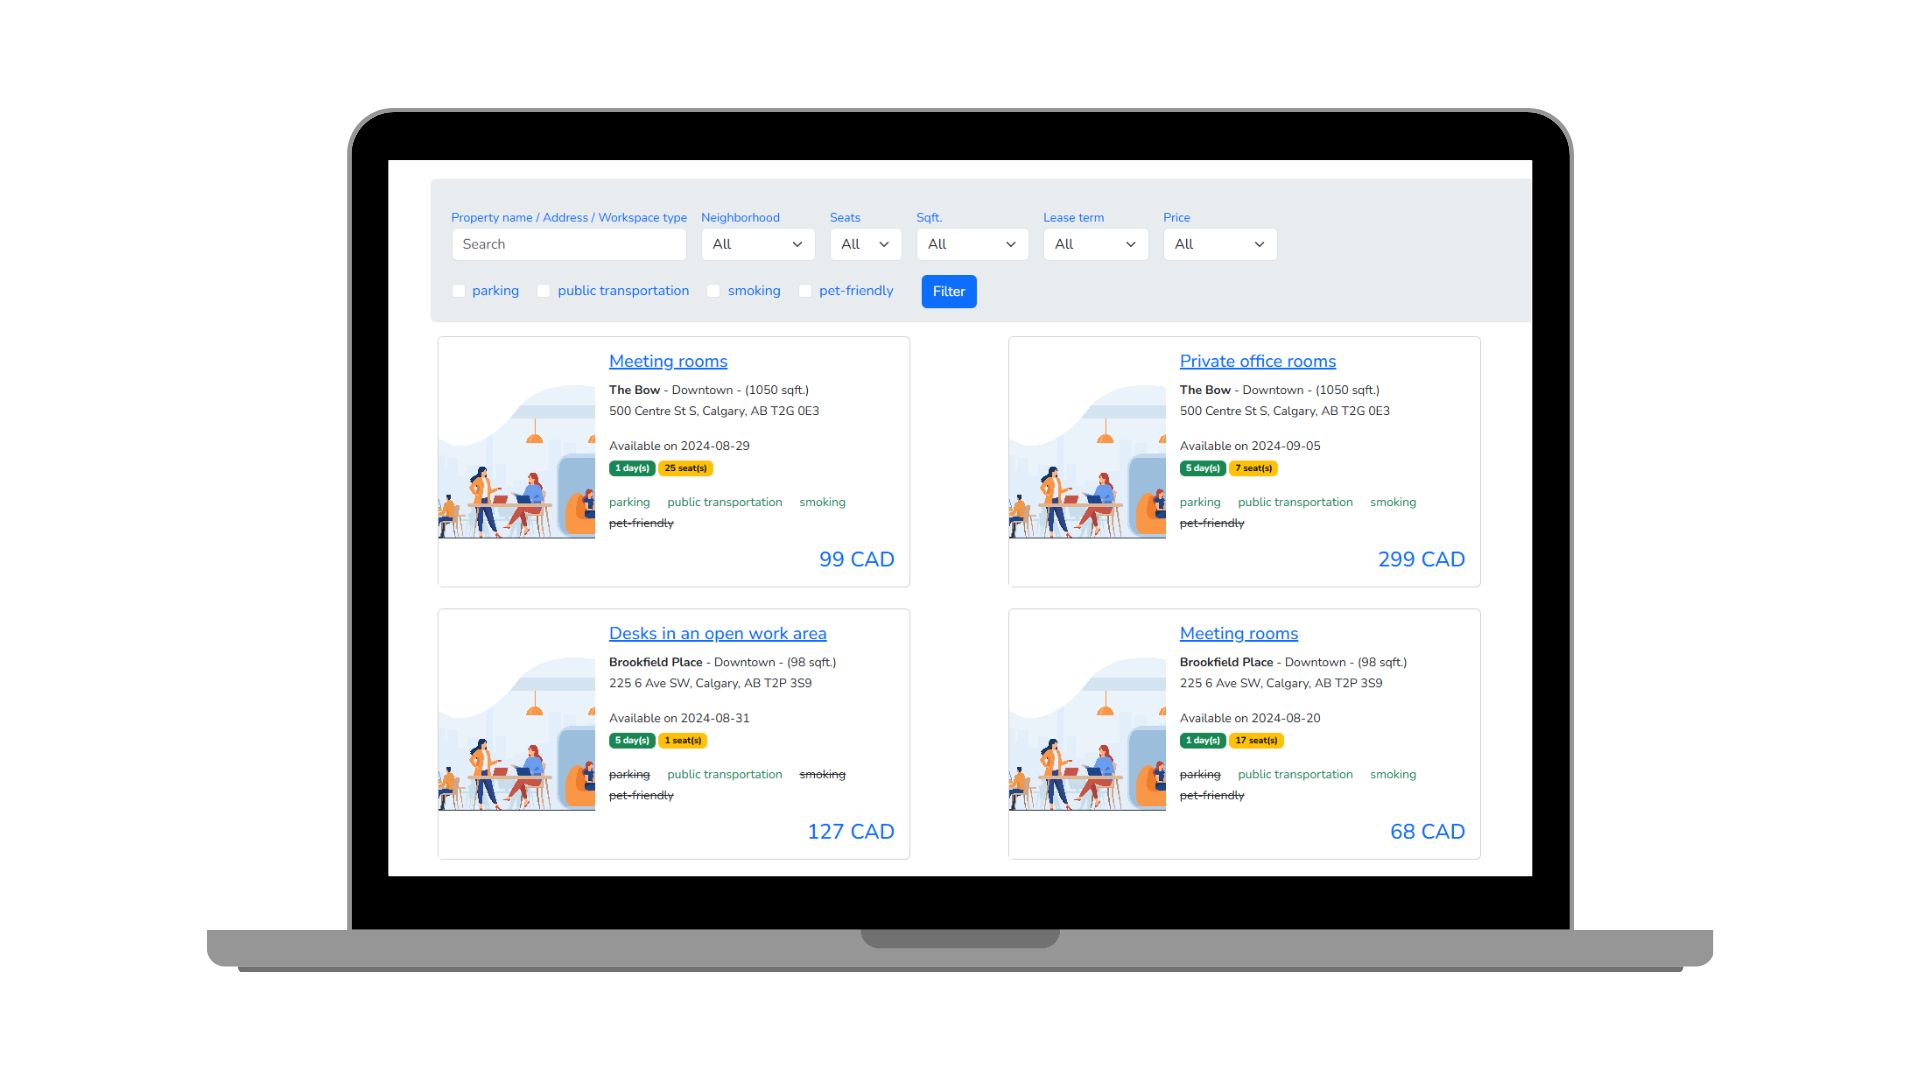 Property name / Address / Workspace type Neighborhood Seats Sqft. Lease term Price
Search All All All All All
parking public transportation smoking pet-friendly Filter
Meeting rooms
The Bow - Downtown - (1050 sqft.)
500 Centre St S, Calgary, AB T2G 0E3
Available on 2024-08-29
1 day(s) 25 seat(s)
parking public transportation smoking
pet-friendly
99 CAD
Private office rooms
The Bow - Downtown - (1050 sqft.)
500 Centre St S, Calgary, AB T2G 0E3
Available on 2024-09-05
5 day(s) 7 seat(s)
parking public transportation smoking
pet-friendly
299 CAD
Desks in an open work area
Brookfield Place - Downtown - (98 sqft.)
225 6 Ave SW, Calgary, AB T2P 3S9
Available on 2024-08-31
5 day(s) 1 seat(s)
parking public transportation smoking
pet-friendly
127 CAD
Meeting rooms
Brookfield Place - Downtown - (98 sqft.)
225 6 Ave SW, Calgary, AB T2P 3S9
Available on 2024-08-20
1 day(s) 17 seat(s)
parking public transportation smoking
pet-friendly
68 CAD